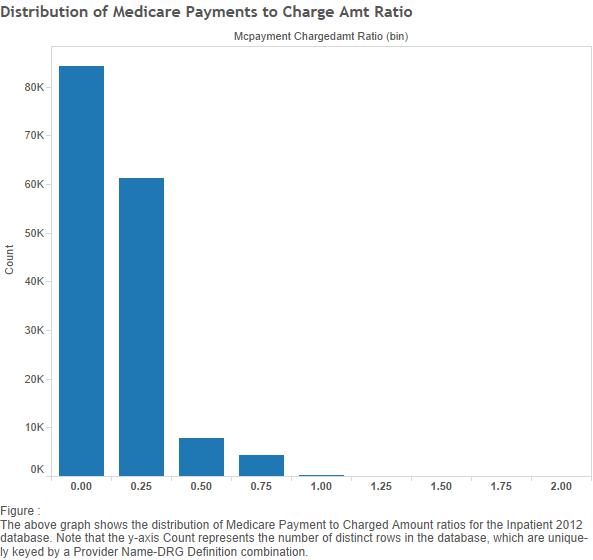 Distribution of Medicare Payments to Charge Amt Ratio
Mcpayment Chargedamt Ratio (bin)
80K
70K
60K
50K
40K
30K
20K
10K
0K
Count
0.00 0.25 0.50 0.75 1.00 1.25 1.50 1.75 2.00
Figure :
The above graph shows the distribution of Medicare Payment to Charged Amount ratios for the Inpatient 2012
database. Note that the y-axis Count represents the number of distinct rows in the database, which are unique-
ly keyed by a Provider Name-DRG Definition combination.